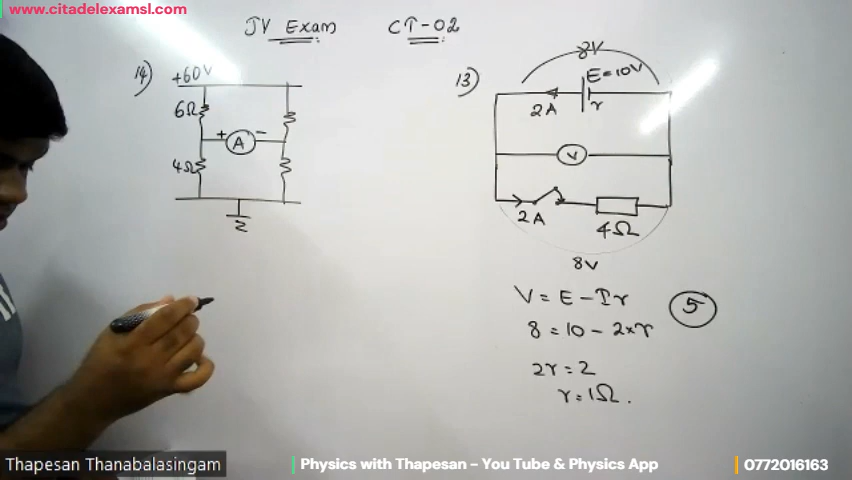 www.citadelexamsl.com
JV Exam CT-02
14) +60V
6Ω
+ A -
4Ω
13) 8V
E=10V
2A r
V
2A 4Ω
8V
V = E - Ir
8 = 10 - 2×r
2r = 2
r = 1Ω.
5
Thapesan Thanabalasingam
Physics with Thapesan - You Tube & Physics App
0772016163